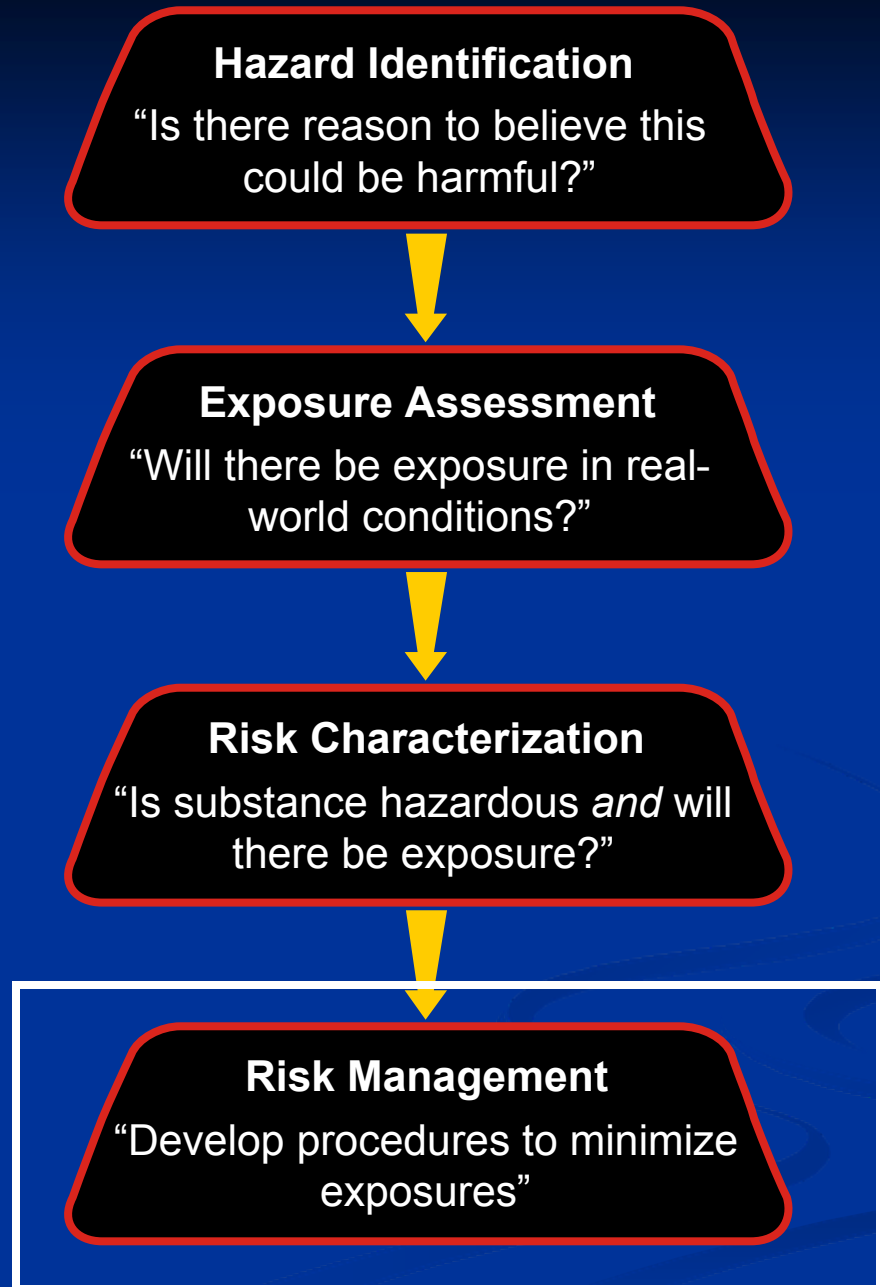 Hazard Identification
“Is there reason to believe this
could be harmful?”
Exposure Assessment
“Will there be exposure in real-
world conditions?”
Risk Characterization
“Is substance hazardous and will
there be exposure?”
Risk Management
“Develop procedures to minimize
exposures”